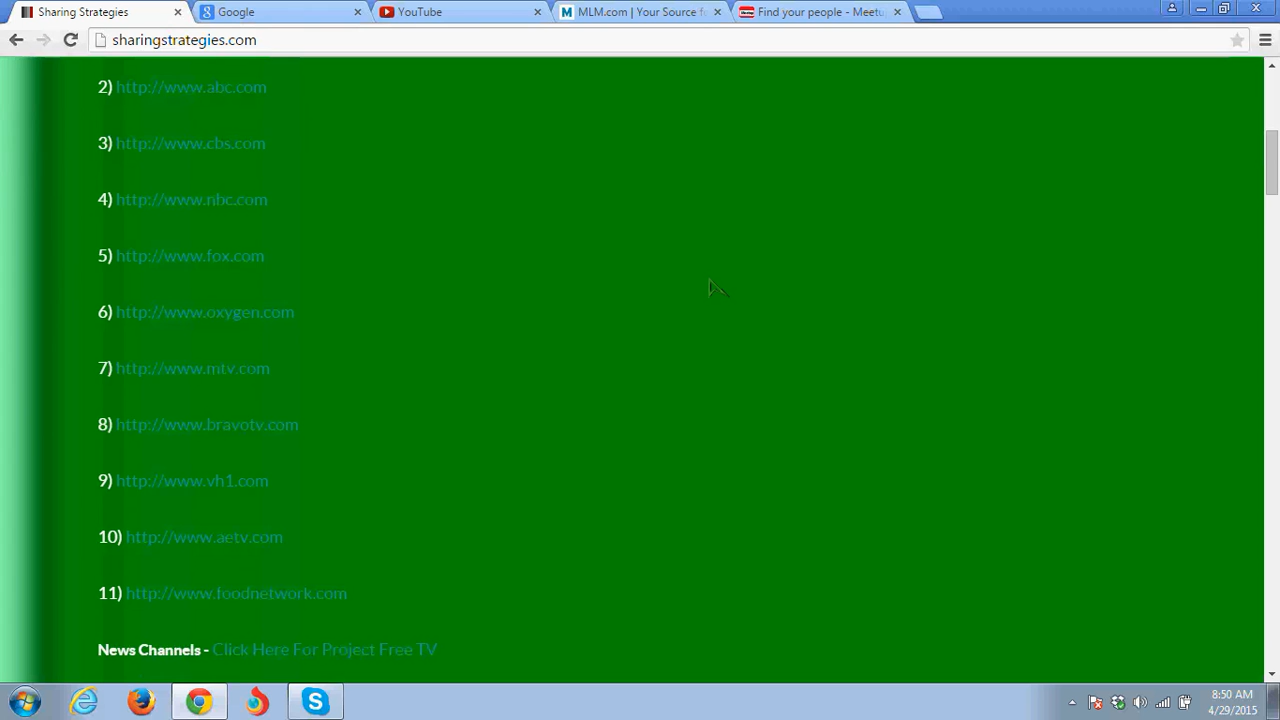 Sharing Strategies
Google
YouTube
MLM.com | Your Source fo
Find your people - Meetu
sharingstrategies.com
2) http://www.abc.com
3) http://www.cbs.com
4) http://www.nbc.com
5) http://www.fox.com
6) http://www.oxygen.com
7) http://www.mtv.com
8) http://www.bravotv.com
9) http://www.vh1.com
10) http://www.aetv.com
11) http://www.foodnetwork.com
News Channels - Click Here For Project Free TV
8:50 AM
4/29/2015